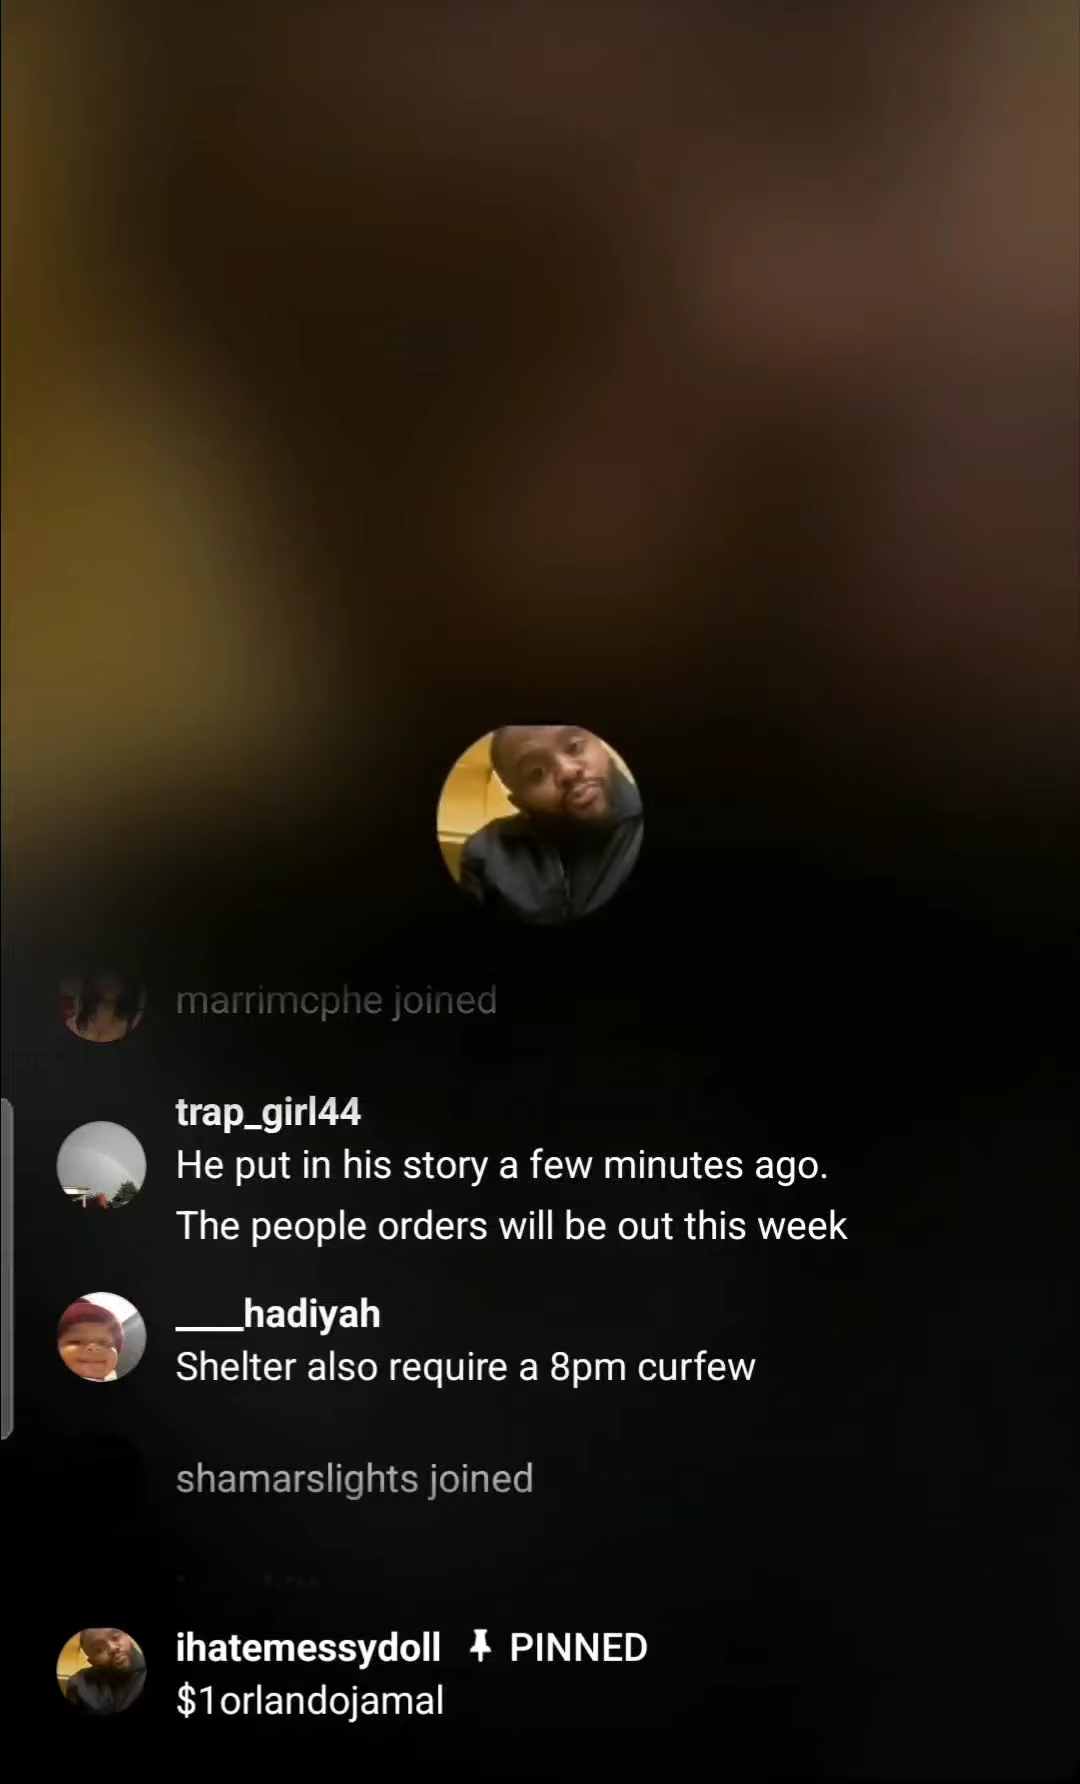 marrimcphe joined
trap_girl44
He put in his story a few minutes ago.
The people orders will be out this week
____hadiyah
Shelter also require a 8pm curfew
shamarslights joined
ihatemessydoll PINNED
$1orlandojamal